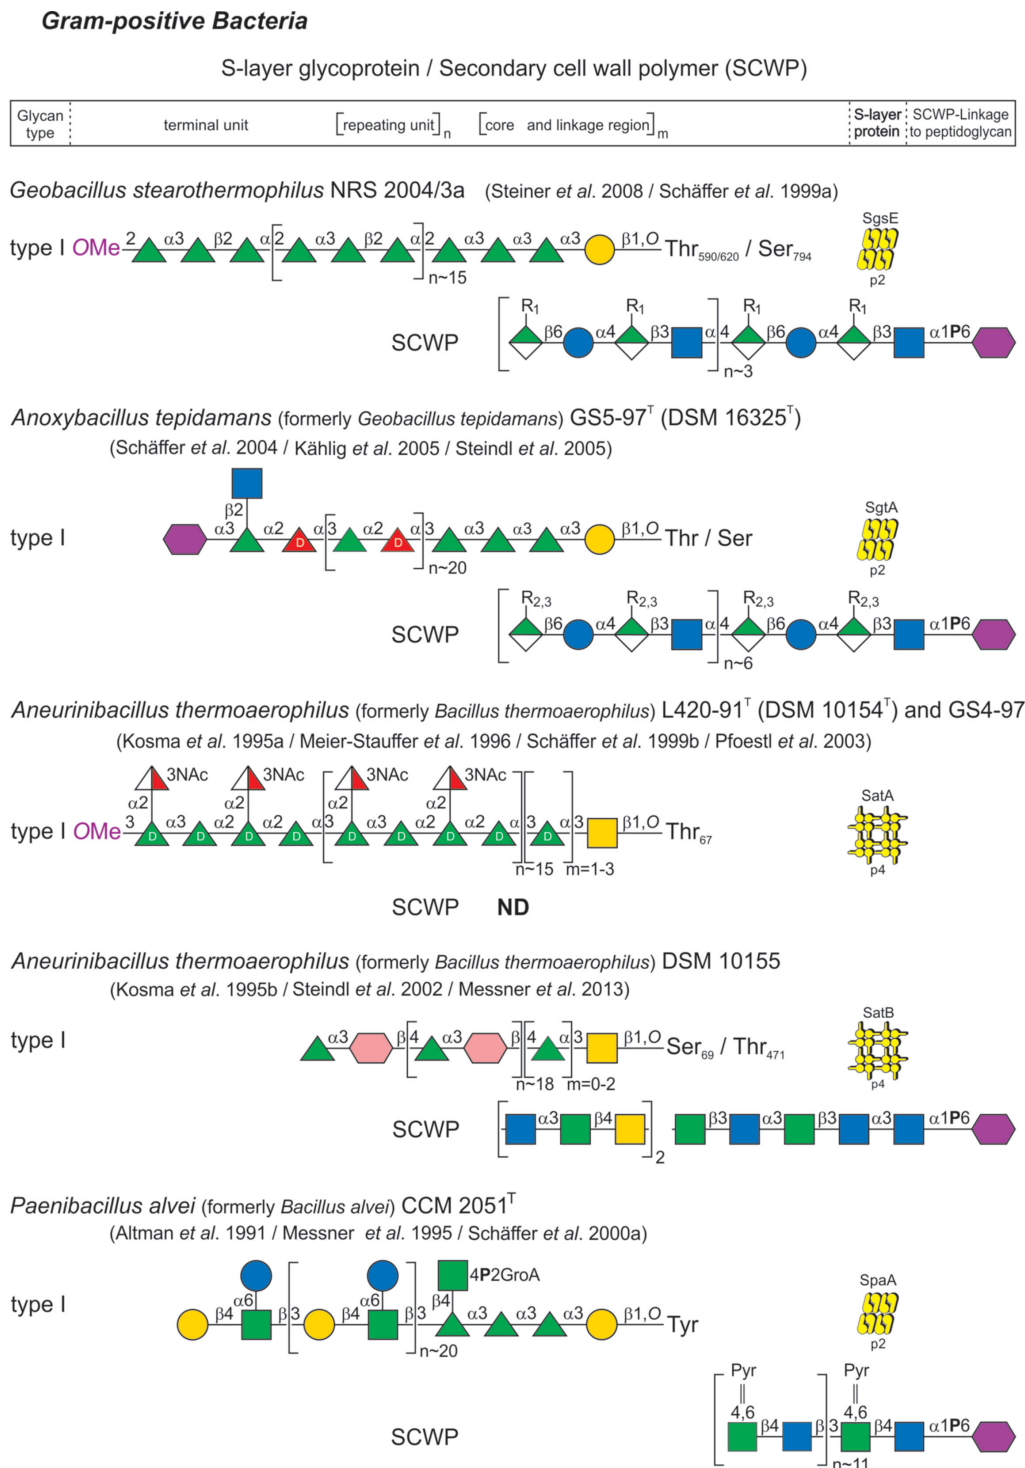 Gram-positive Bacteria
S-layer glycoprotein / Secondary cell wall polymer (SCWP)
Glycan type terminal unit [repeating unit]n [core and linkage region]m S-layer protein SCWP-Linkage to peptidoglycan
Geobacillus stearothermophilus NRS 2004/3a (Steiner et al. 2008 / Schäffer et al. 1999a)
SgsE
type I OMe 2 α3 β2 α 2 α3 β2 α 2 α3 α3 α3 β1,O Thr590/620 / Ser794
n~15
p2
R1 R1 R1 R1
SCWP β6 α4 β3 α 4 β6 α4 β3 α1P6
n~3
Anoxybacillus tepidamans (formerly Geobacillus tepidamans) GS5-97T (DSM 16325T)
(Schäffer et al. 2004 / Kählig et al. 2005 / Steindl et al. 2005)
β2
SgtA
type I α3 α2 D α 3 α2 D α 3 α3 α3 α3 β1,O Thr / Ser
n~20
p2
R2,3 R2,3 R2,3 R2,3
SCWP β6 α4 β3 α 4 β6 α4 β3 α1P6
n~6
Aneurinibacillus thermoaerophilus (formerly Bacillus thermoaerophilus) L420-91T (DSM 10154T) and GS4-97
(Kosma et al. 1995a / Meier-Stauffer et al. 1996 / Schäffer et al. 1999b / Pfoestl et al. 2003)
3NAc 3NAc 3NAc 3NAc
SatA
α2 α2 α2 α2
type I OMe 3 α3 α2 α2 α 3 α3 α2 α2 α 3 α 3 β1,O Thr67
D D D D D D D D D
n~15 m=1-3
p4
SCWP ND
Aneurinibacillus thermoaerophilus (formerly Bacillus thermoaerophilus) DSM 10155
(Kosma et al. 1995b / Steindl et al. 2002 / Messner et al. 2013)
SatB
type I α3 β 4 α3 β 4 α 3 β1,O Ser69 / Thr471
n~18 m=0-2
p4
SCWP α3 β4 2 β3 α3 β3 α3 α1P6
Paenibacillus alvei (formerly Bacillus alvei) CCM 2051T
(Altman et al. 1991 / Messner et al. 1995 / Schäffer et al. 2000a)
4P2GroA
SpaA
α6 α6 β4
type I β4 β 3 β4 β 3 α3 α3 α3 β1,O Tyr
n~20
p2
Pyr Pyr
4,6 4,6
SCWP β4 β 3 β4 α1P6
n~11